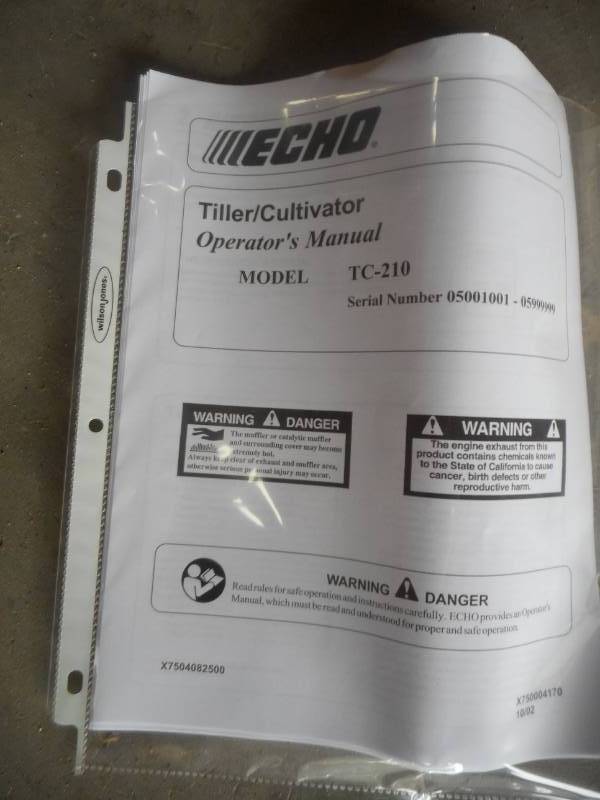 ECHO®
Tiller/Cultivator
Operator's Manual
MODEL TC-210
Serial Number 05001001 - 05999999
wilson jones®
WARNING DANGER
The muffler or catalytic muffler
and surrounding cover may become
extremely hot.
Always keep clear of exhaust and muffler area,
otherwise serious personal injury may occur.
WARNING
The engine exhaust from this
product contains chemicals known
to the State of California to cause
cancer, birth defects or other
reproductive harm.
WARNING DANGER
Read rules for safe operation and instructions carefully. ECHO provides an Operator's
Manual, which must be read and understood for proper and safe operation.
X7504082500
X750004170
10/02